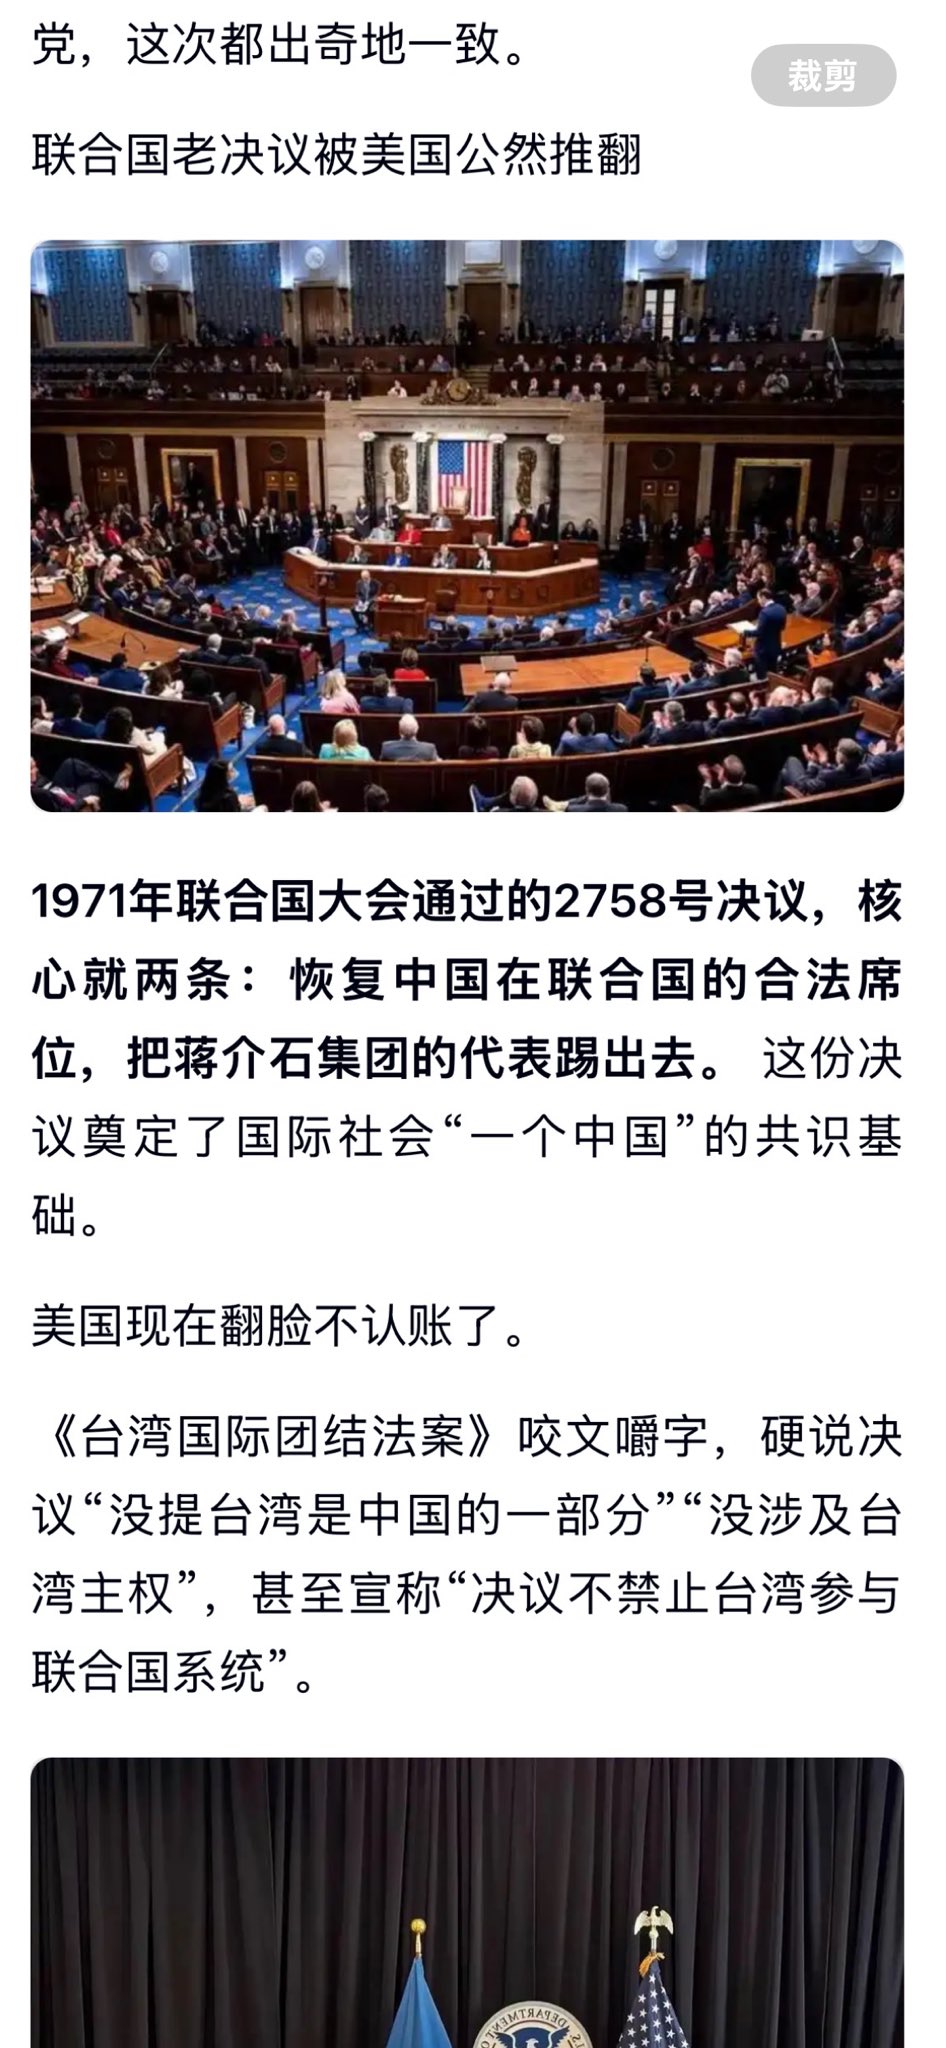 党，这次都出奇地一致。
裁剪
联合国老决议被美国公然推翻
1971年联合国大会通过的2758号决议，核
心就两条：恢复中国在联合国的合法席
位，把蒋介石集团的代表踢出去。 这份决
议奠定了国际社会“一个中国”的共识基
础。
美国现在翻脸不认账了。
《台湾国际团结法案》咬文嚼字，硬说决
议“没提台湾是中国的一部分”“没涉及台
湾主权”，甚至宣称“决议不禁止台湾参与
联合国系统”。
DEPARTMENT